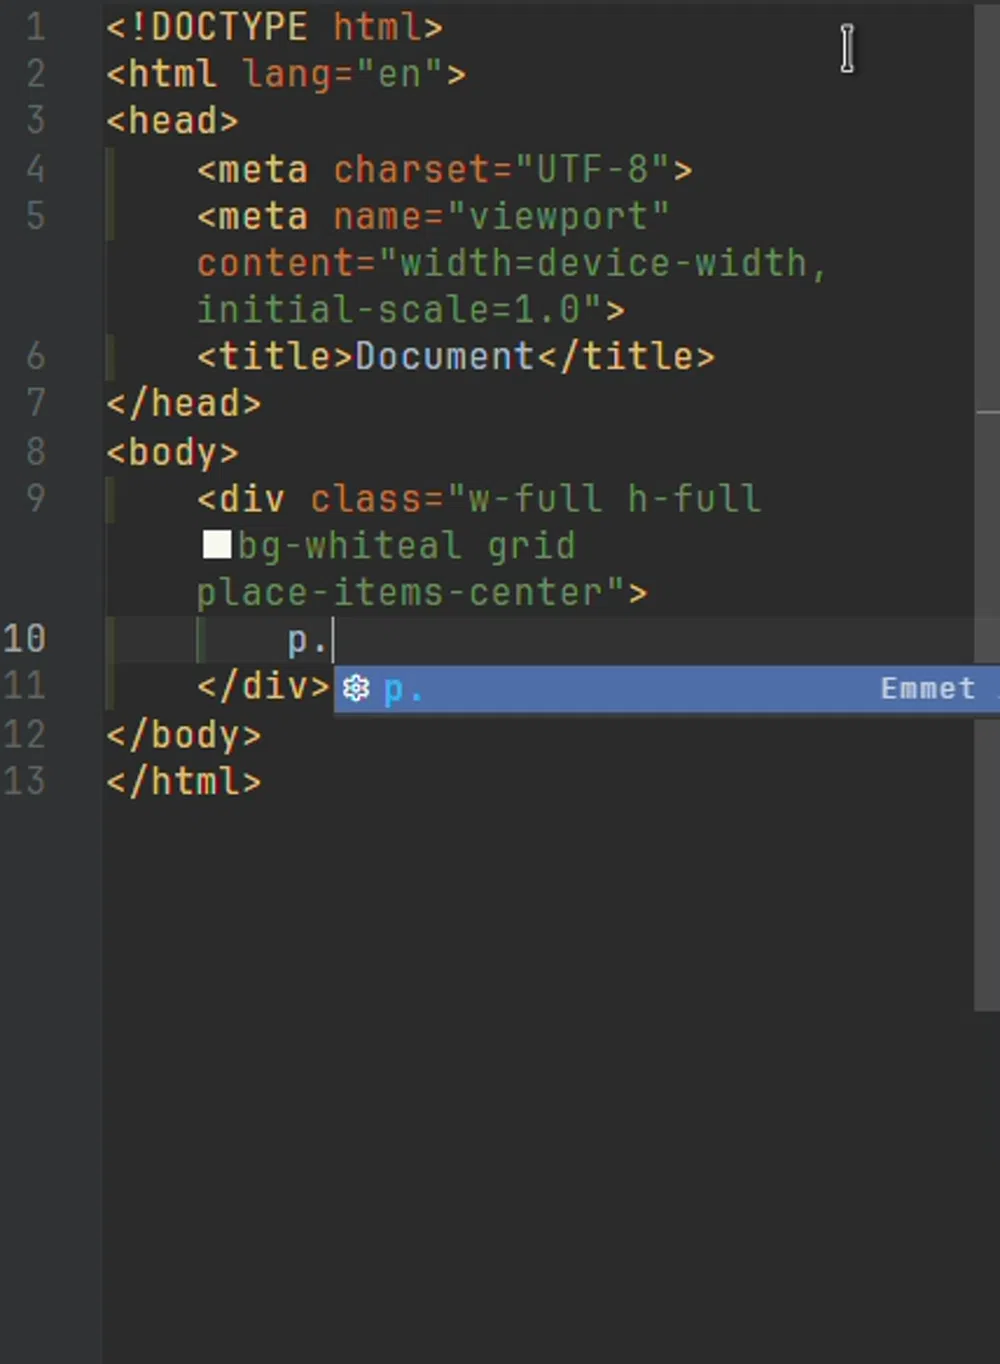 1 <!DOCTYPE html>
2 <html lang="en">
3 <head>
4 <meta charset="UTF-8">
5 <meta name="viewport"
content="width=device-width,
initial-scale=1.0">
6 <title>Document</title>
7 </head>
8 <body>
9 <div class="w-full h-full
bg-whiteal grid
place-items-center">
10 p.
11 </div> p. Emmet
12 </body>
13 </html>